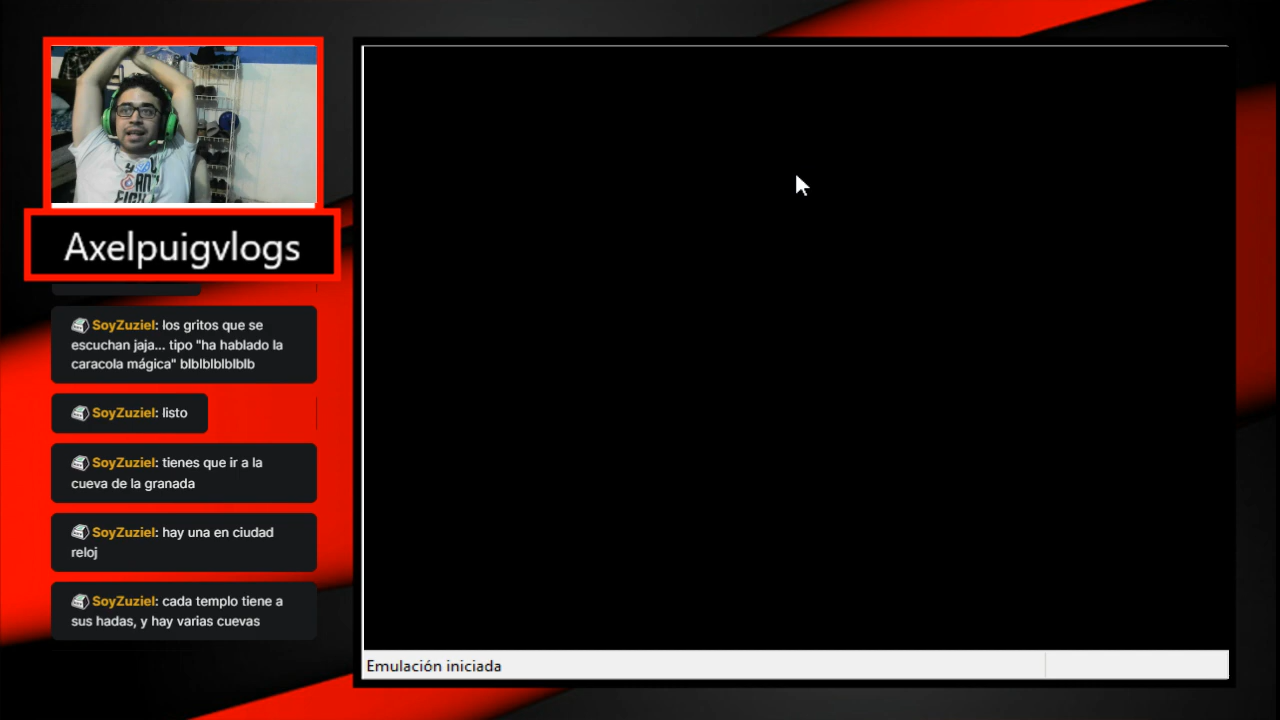 Axelpuigvlogs
SoyZuziel: los gritos que se
escuchan jaja... tipo "ha hablado la
caracola mágica" blblblblblblb
SoyZuziel: listo
SoyZuziel: tienes que ir a la
cueva de la granada
SoyZuziel: hay una en ciudad
reloj
SoyZuziel: cada templo tiene a
sus hadas, y hay varias cuevas
Emulación iniciada